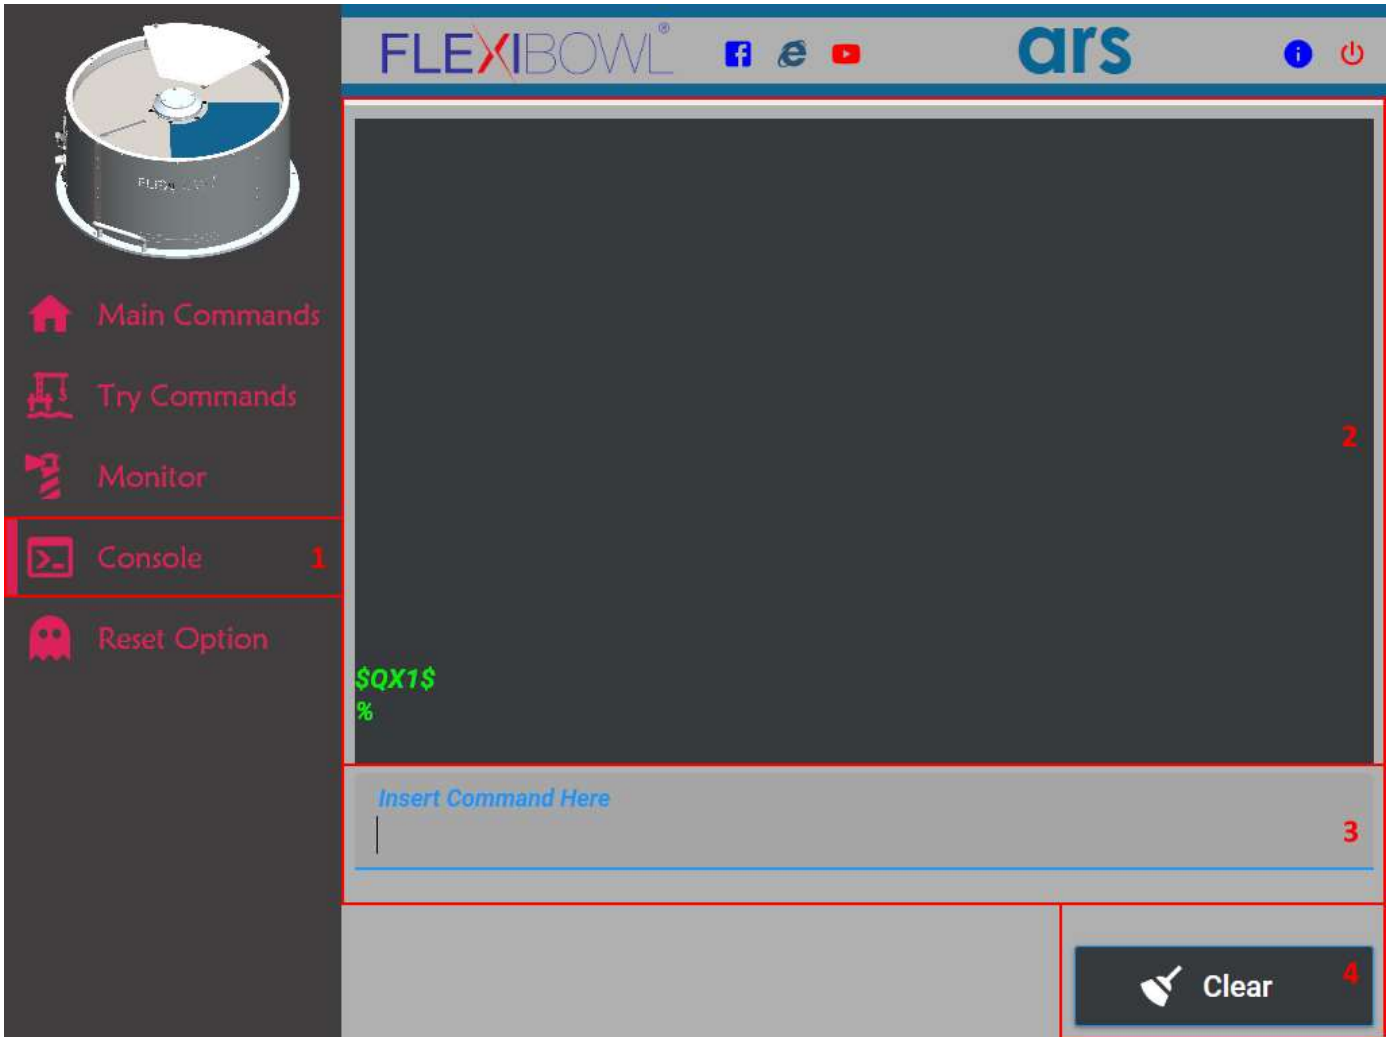 FLEXIBOWL®
ars
Main Commands
Try Commands
Monitor
Console 1
Reset Option
2
$QX1$
%
Insert Command Here
3
Clear 4